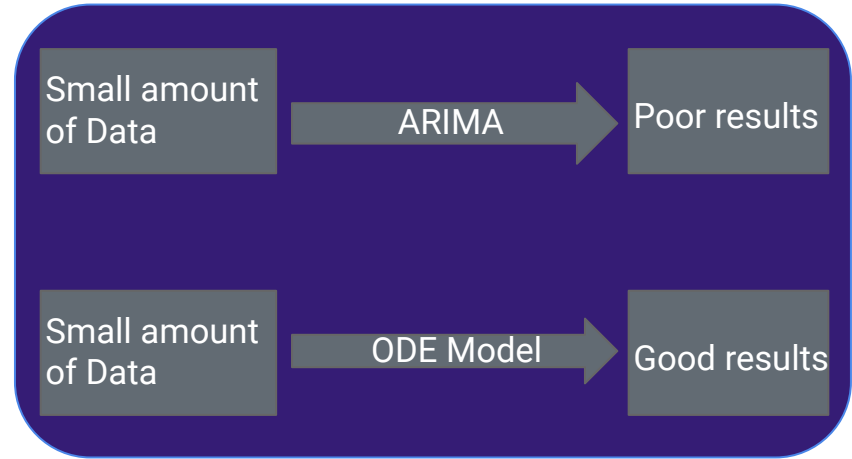 Small amount
of Data
ARIMA
Poor results
Small amount
of Data
ODE Model
Good results